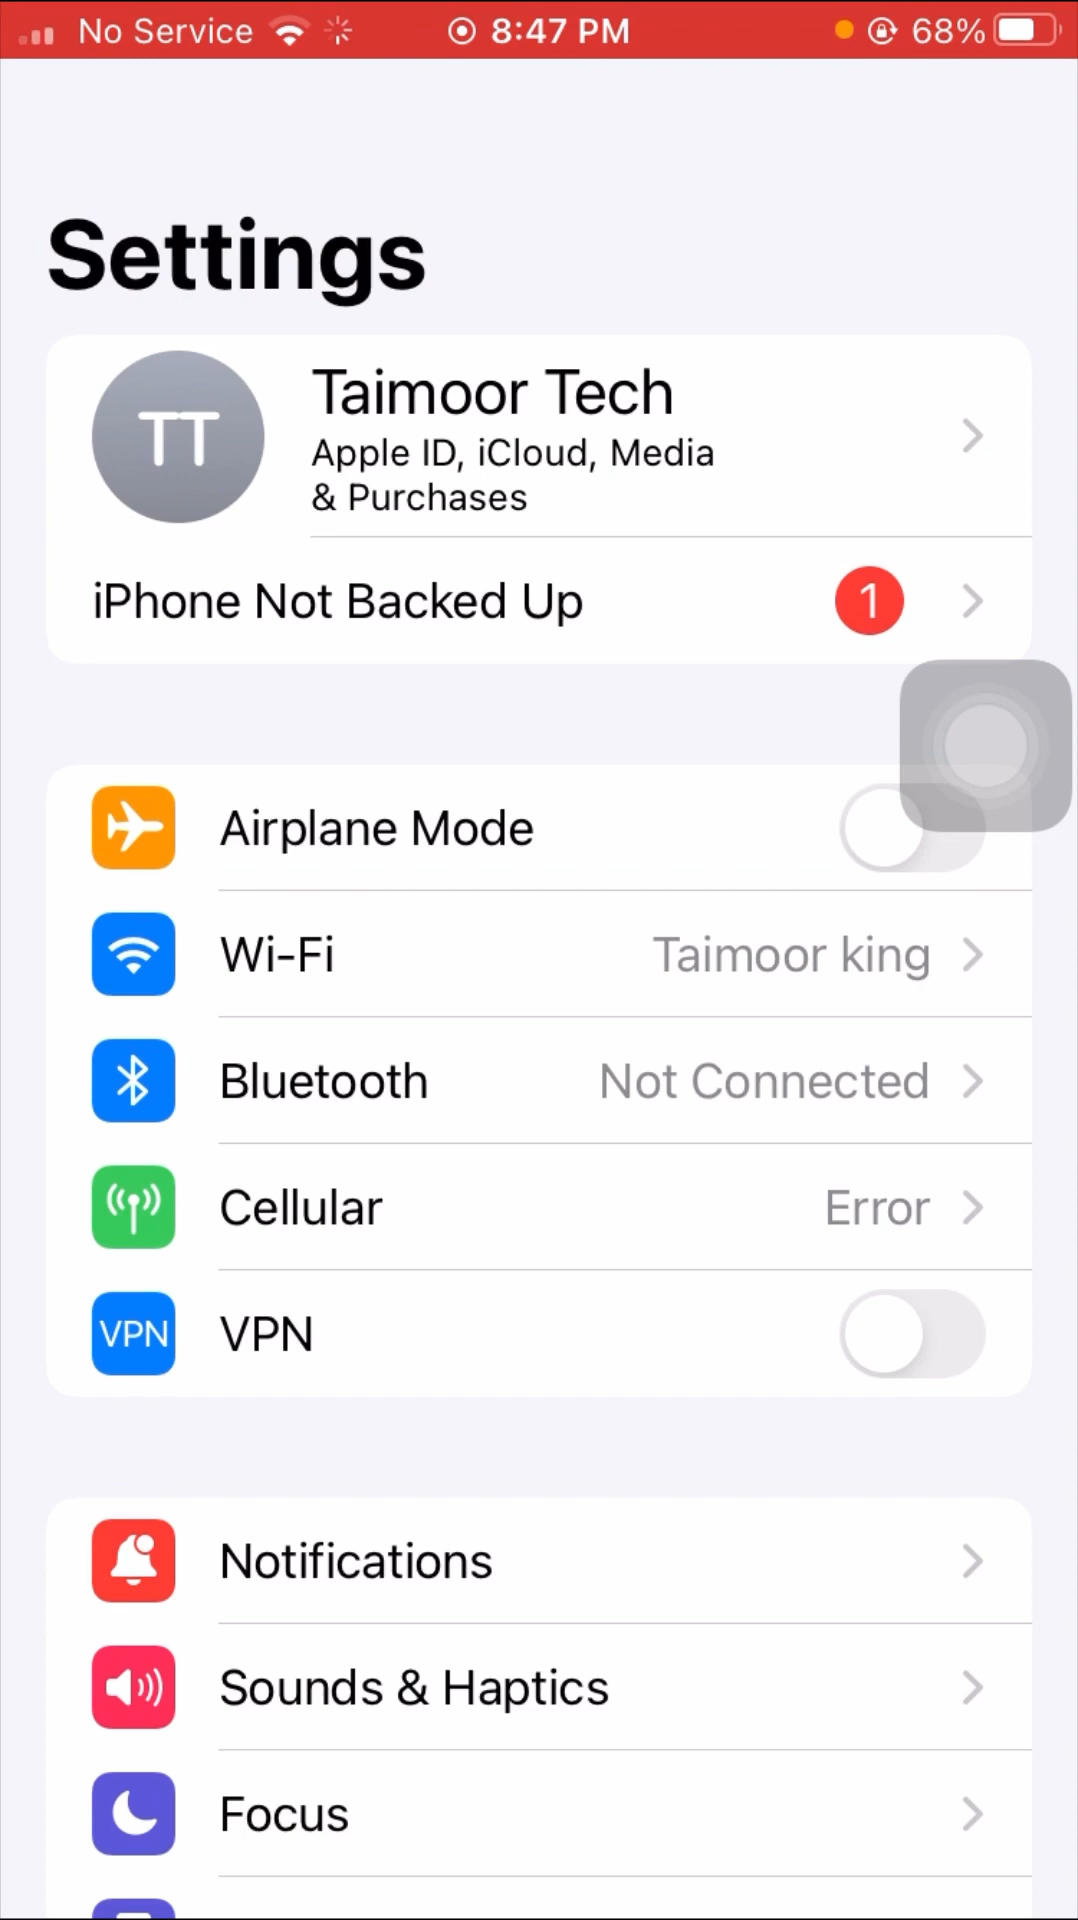 No Service 8:47 PM 68%
Settings
TT
Taimoor Tech
Apple ID, iCloud, Media
& Purchases
iPhone Not Backed Up 1
Airplane Mode
Wi-Fi Taimoor king
Bluetooth Not Connected
Cellular Error
VPN VPN
Notifications
Sounds & Haptics
Focus